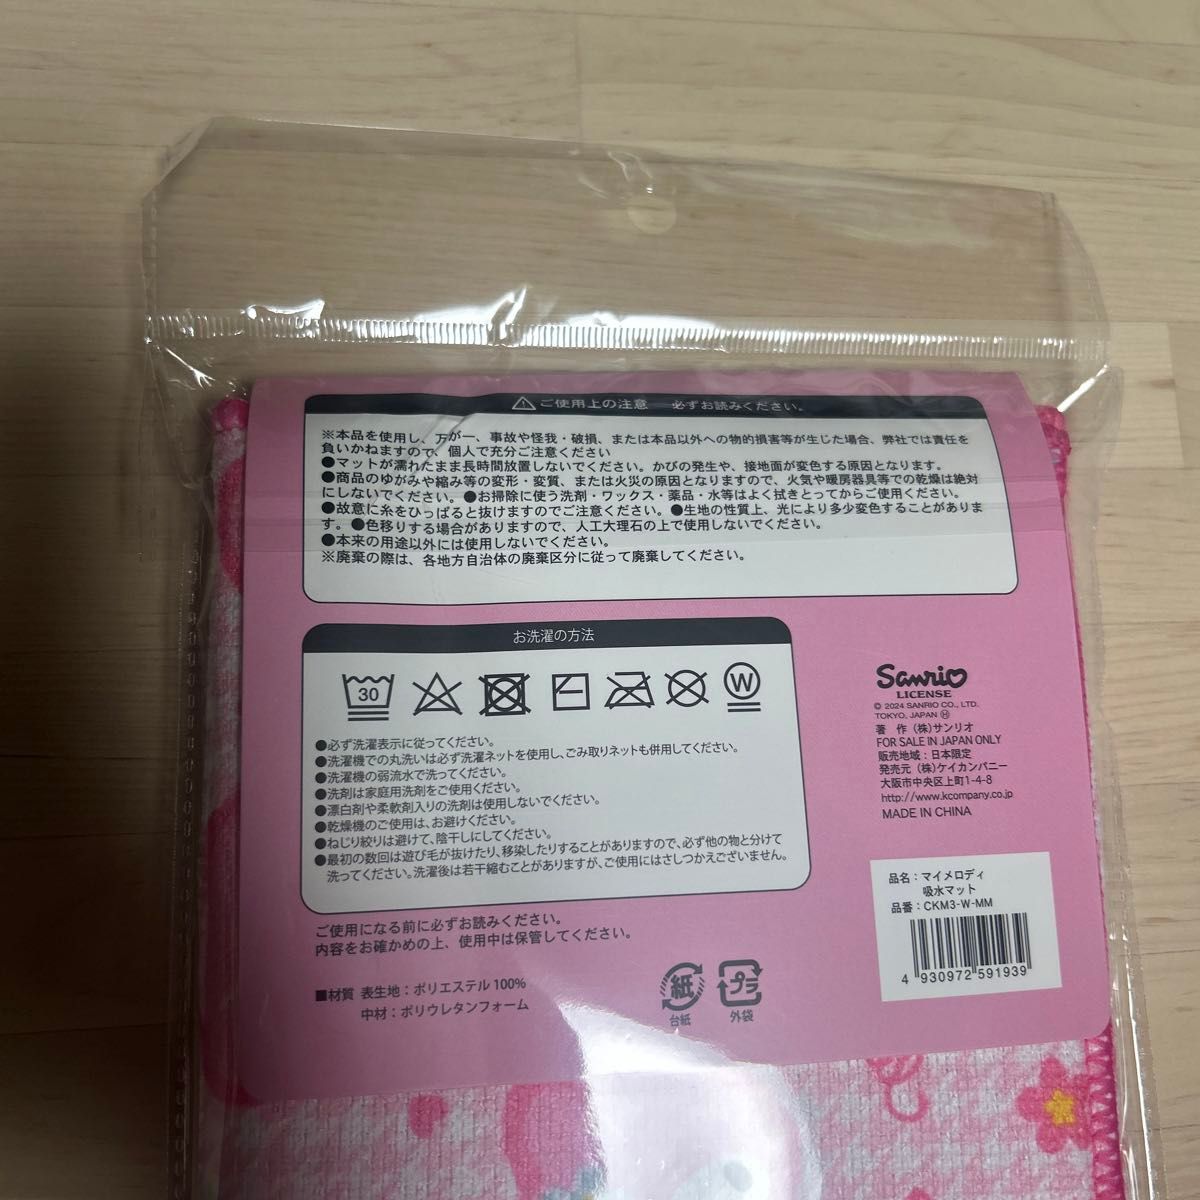 ご使用上の注意 必ずお読みください。
※本品を使用し、万が一、事故や怪我・破損、または本品以外への物的損害等が生じた場合、弊社では責任を
負いかねますので、個人で充分ご注意ください
●マットが濡れたまま長時間放置しないでください。かびの発生や、接地面が変色する原因となります。
●商品のゆがみや縮み等の変形・変質、または火災の原因となりますので、火気や暖房器具等での乾燥は絶対
にしないでください。●お掃除に使う洗剤・ワックス・薬品・水等はよく拭きとってからご使用ください。
●故意に糸をひっぱると抜けますのでご注意ください。●生地の性質上、光により多少変色することがありま
す。●色移りする場合がありますので、人工大理石の上で使用しないでください。
●本来の用途以外には使用しないでください。
※廃棄の際は、各地方自治体の廃棄区分に従って廃棄してください。
お洗濯の方法
30
W
●必ず洗濯表示に従ってください。
●洗濯機での丸洗いは必ず洗濯ネットを使用し、ごみ取りネットも併用してください。
●洗濯機の弱流水で洗ってください。
●洗剤は家庭用洗剤をご使用ください。
●漂白剤や柔軟剤入りの洗剤は使用しないでください。
●乾燥機のご使用は、お避けください。
●ねじり絞りは避けて、陰干しにしてください。
●最初の数回は遊び毛が抜けたり、移染したりすることがありますので、必ず他の物と分けて
洗ってください。洗濯後は若干縮むことがありますが、ご使用にはさしつかえございません。
Sanrio
LICENSE
© 2024 SANRIO CO., LTD.
TOKYO, JAPAN Ⓗ
著 作 (株)サンリオ
FOR SALE IN JAPAN ONLY
販売地域：日本限定
発売元 (株)ケイカンパニー
大阪市中央区上町1-4-8
http://www.kcompany.co.jp
MADE IN CHINA
品名：マイメロディ
吸水マット
品番：CKM3-W-MM
4 930972 591939
ご使用になる前に必ずお読みください。
内容をお確かめの上、使用中は保管してください。
■材質 表生地：ポリエステル 100%
中材：ポリウレタンフォーム
紙
台紙
プラ
外袋